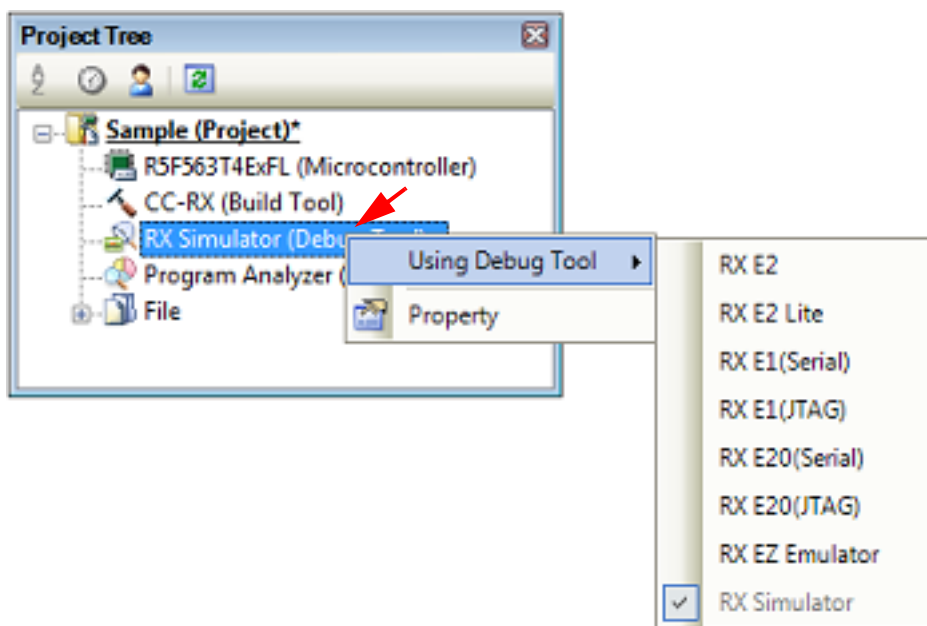 Project Tree
Sample (Project)*
R5F563T4ExFL (Microcontroller)
CC-RX (Build Tool)
RX Simulator (Debug Tool)
Program Analyzer (
File
Using Debug Tool
Property
RX E2
RX E2 Lite
RX E1(Serial)
RX E1(JTAG)
RX E20(Serial)
RX E20(JTAG)
RX EZ Emulator
RX Simulator